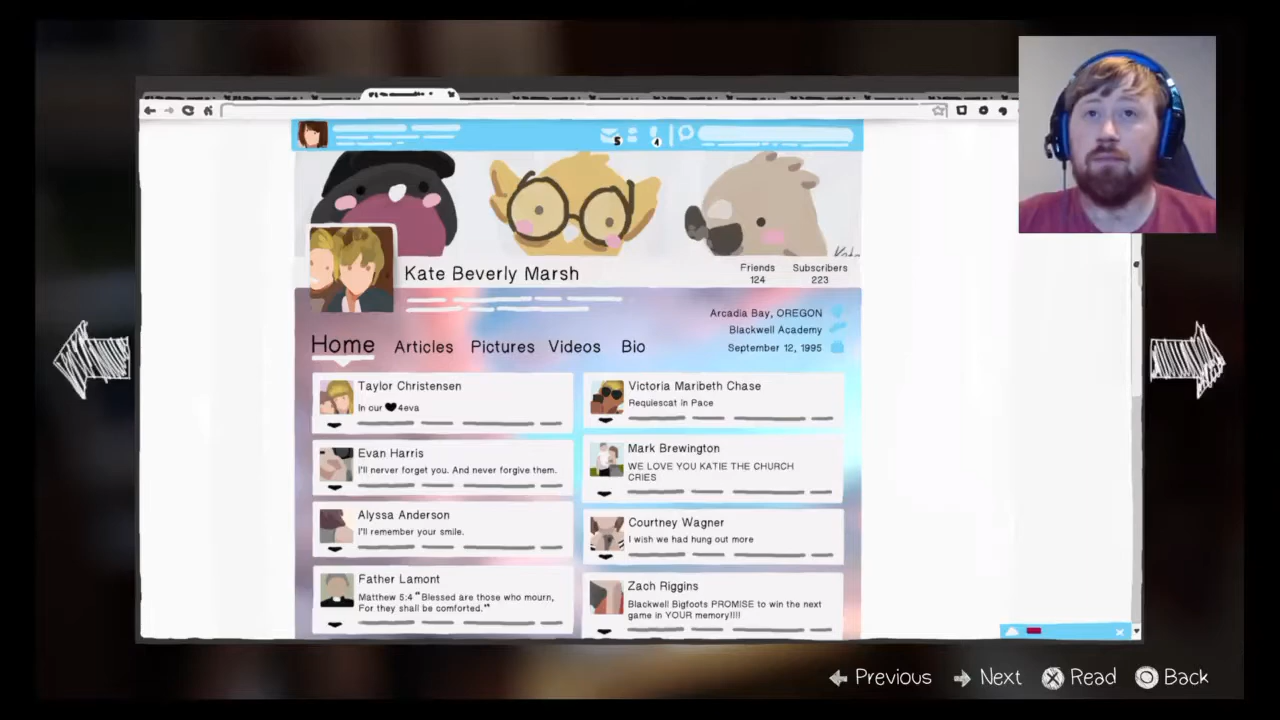 5
4
Kate Beverly Marsh
Friends
124
Subscribers
223
Arcadia Bay, OREGON
Blackwell Academy
September 12, 1995
Home
Articles
Pictures
Videos
Bio
Taylor Christensen
In our 🖤 4eva
Evan Harris
I'll nerver forget you. And never forgive them.
Alyssa Anderson
I'll remember your smile.
Father Lamont
Matthew 5:4 “Blessed are those who mourn,
For they shall be comforted.”
Victoria Maribeth Chase
Requiescat in Pace
Mark Brewington
WE LOVE YOU KATIE THE CHURCH
CRIES
Courtney Wagner
I wish we had hung out more
Zach Riggins
Blackwell Bigfoots PROMISE to win the next
game in YOUR memory!!!!
Previous
Next
Read
Back